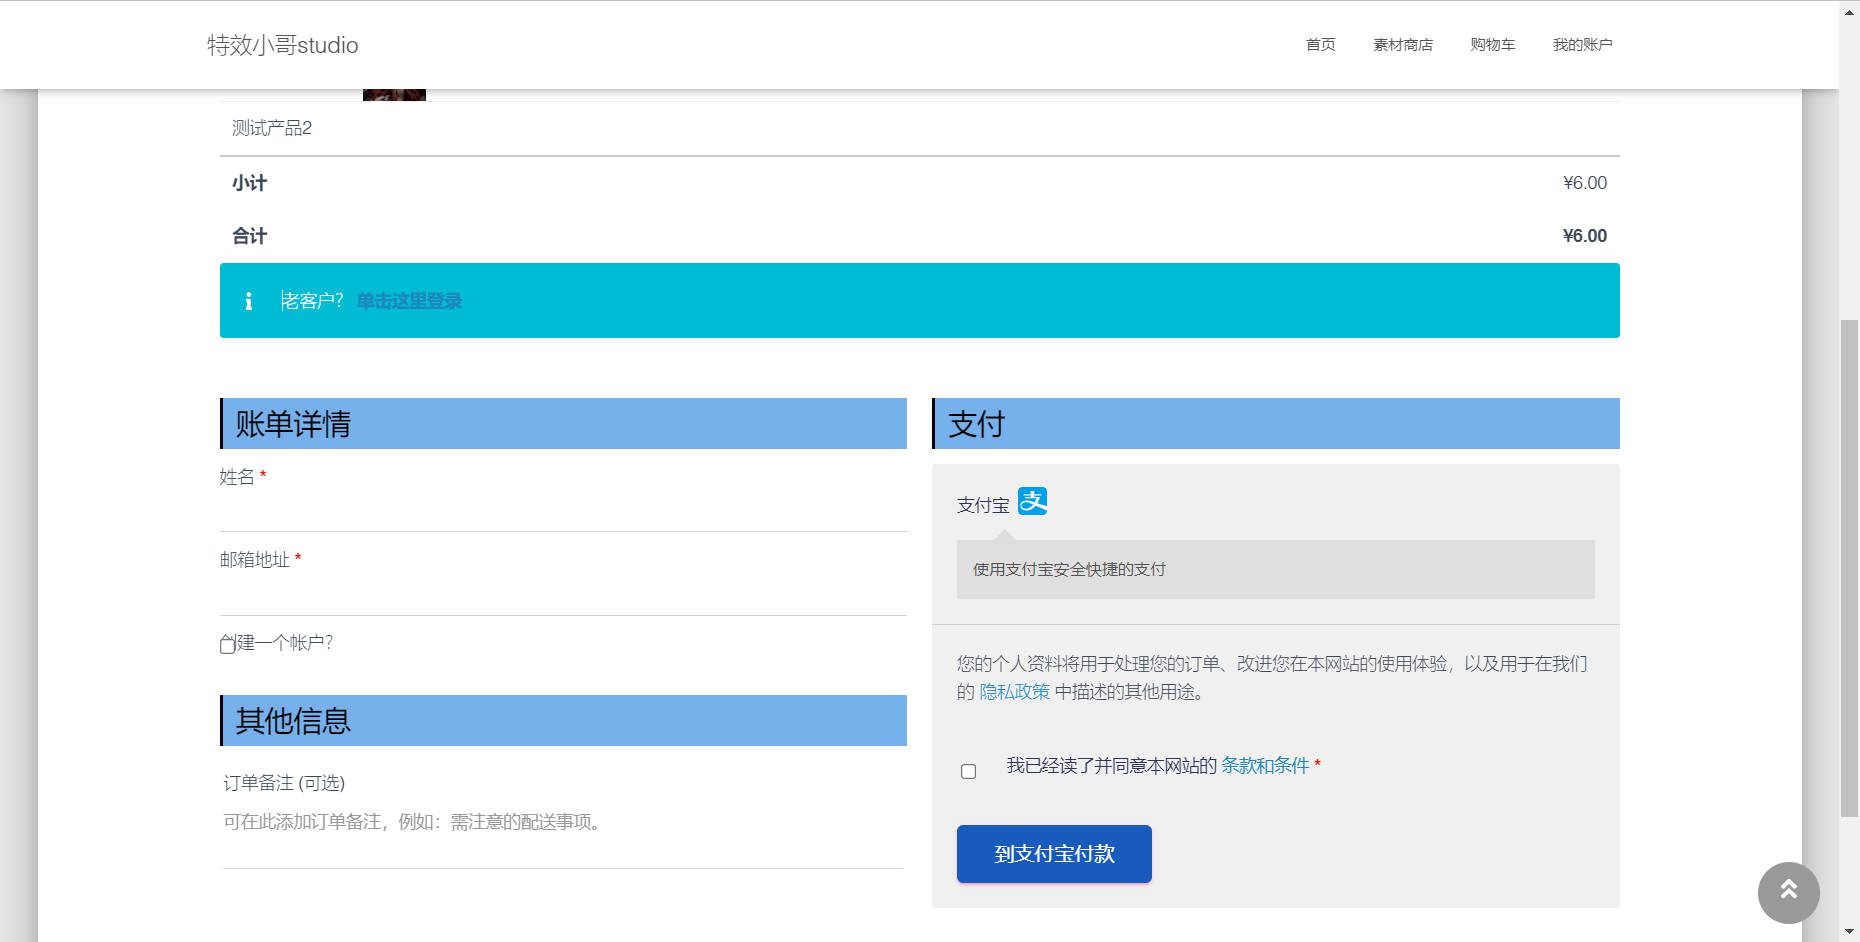 特效小哥studio
首页 素材商店 购物车 我的账户
测试产品2
小计 ¥6.00
合计 ¥6.00
老客户？ 单击这里登录
账单详情
姓名 *
邮箱地址 *
创建一个帐户？
其他信息
订单备注 (可选)
可在此添加订单备注，例如：需注意的配送事项。
支付
支付宝 支
使用支付宝安全快捷的支付
您的个人资料将用于处理您的订单、改进您在本网站的使用体验，以及用于在我们
的 隐私政策 中描述的其他用途。
我已经读了并同意本网站的 条款和条件 *
到支付宝付款